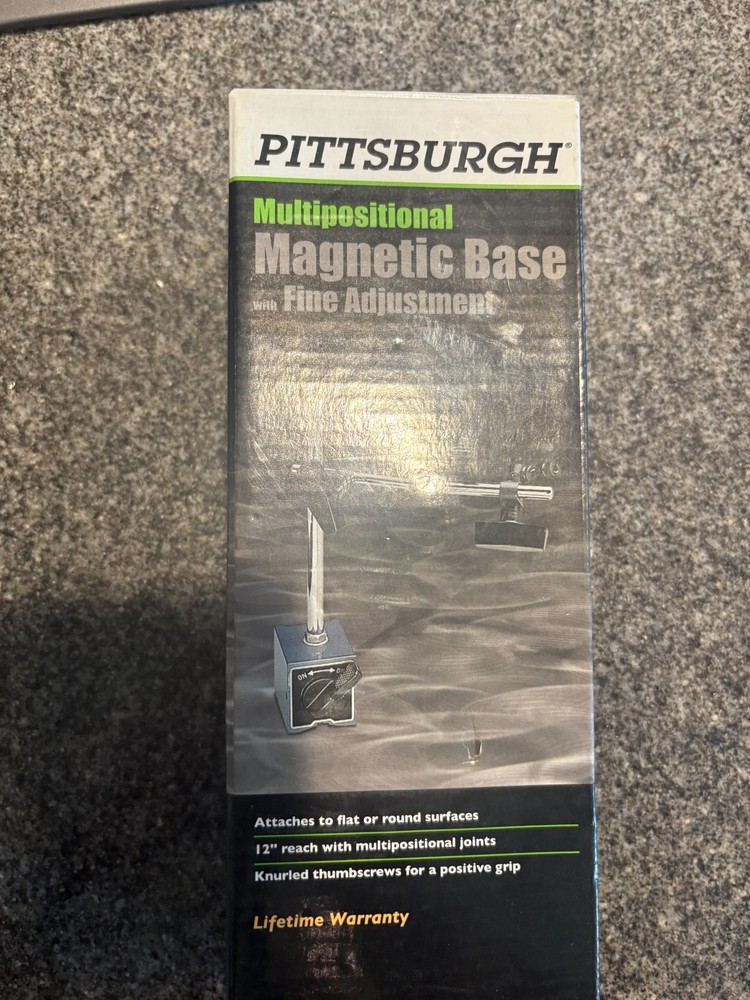 PITTSBURGH®
Multipositional
Magnetic Base
with Fine Adjustment
ON
Attaches to flat or round surfaces
12" reach with multipositional joints
Knurled thumbscrews for a positive grip
Lifetime Warranty